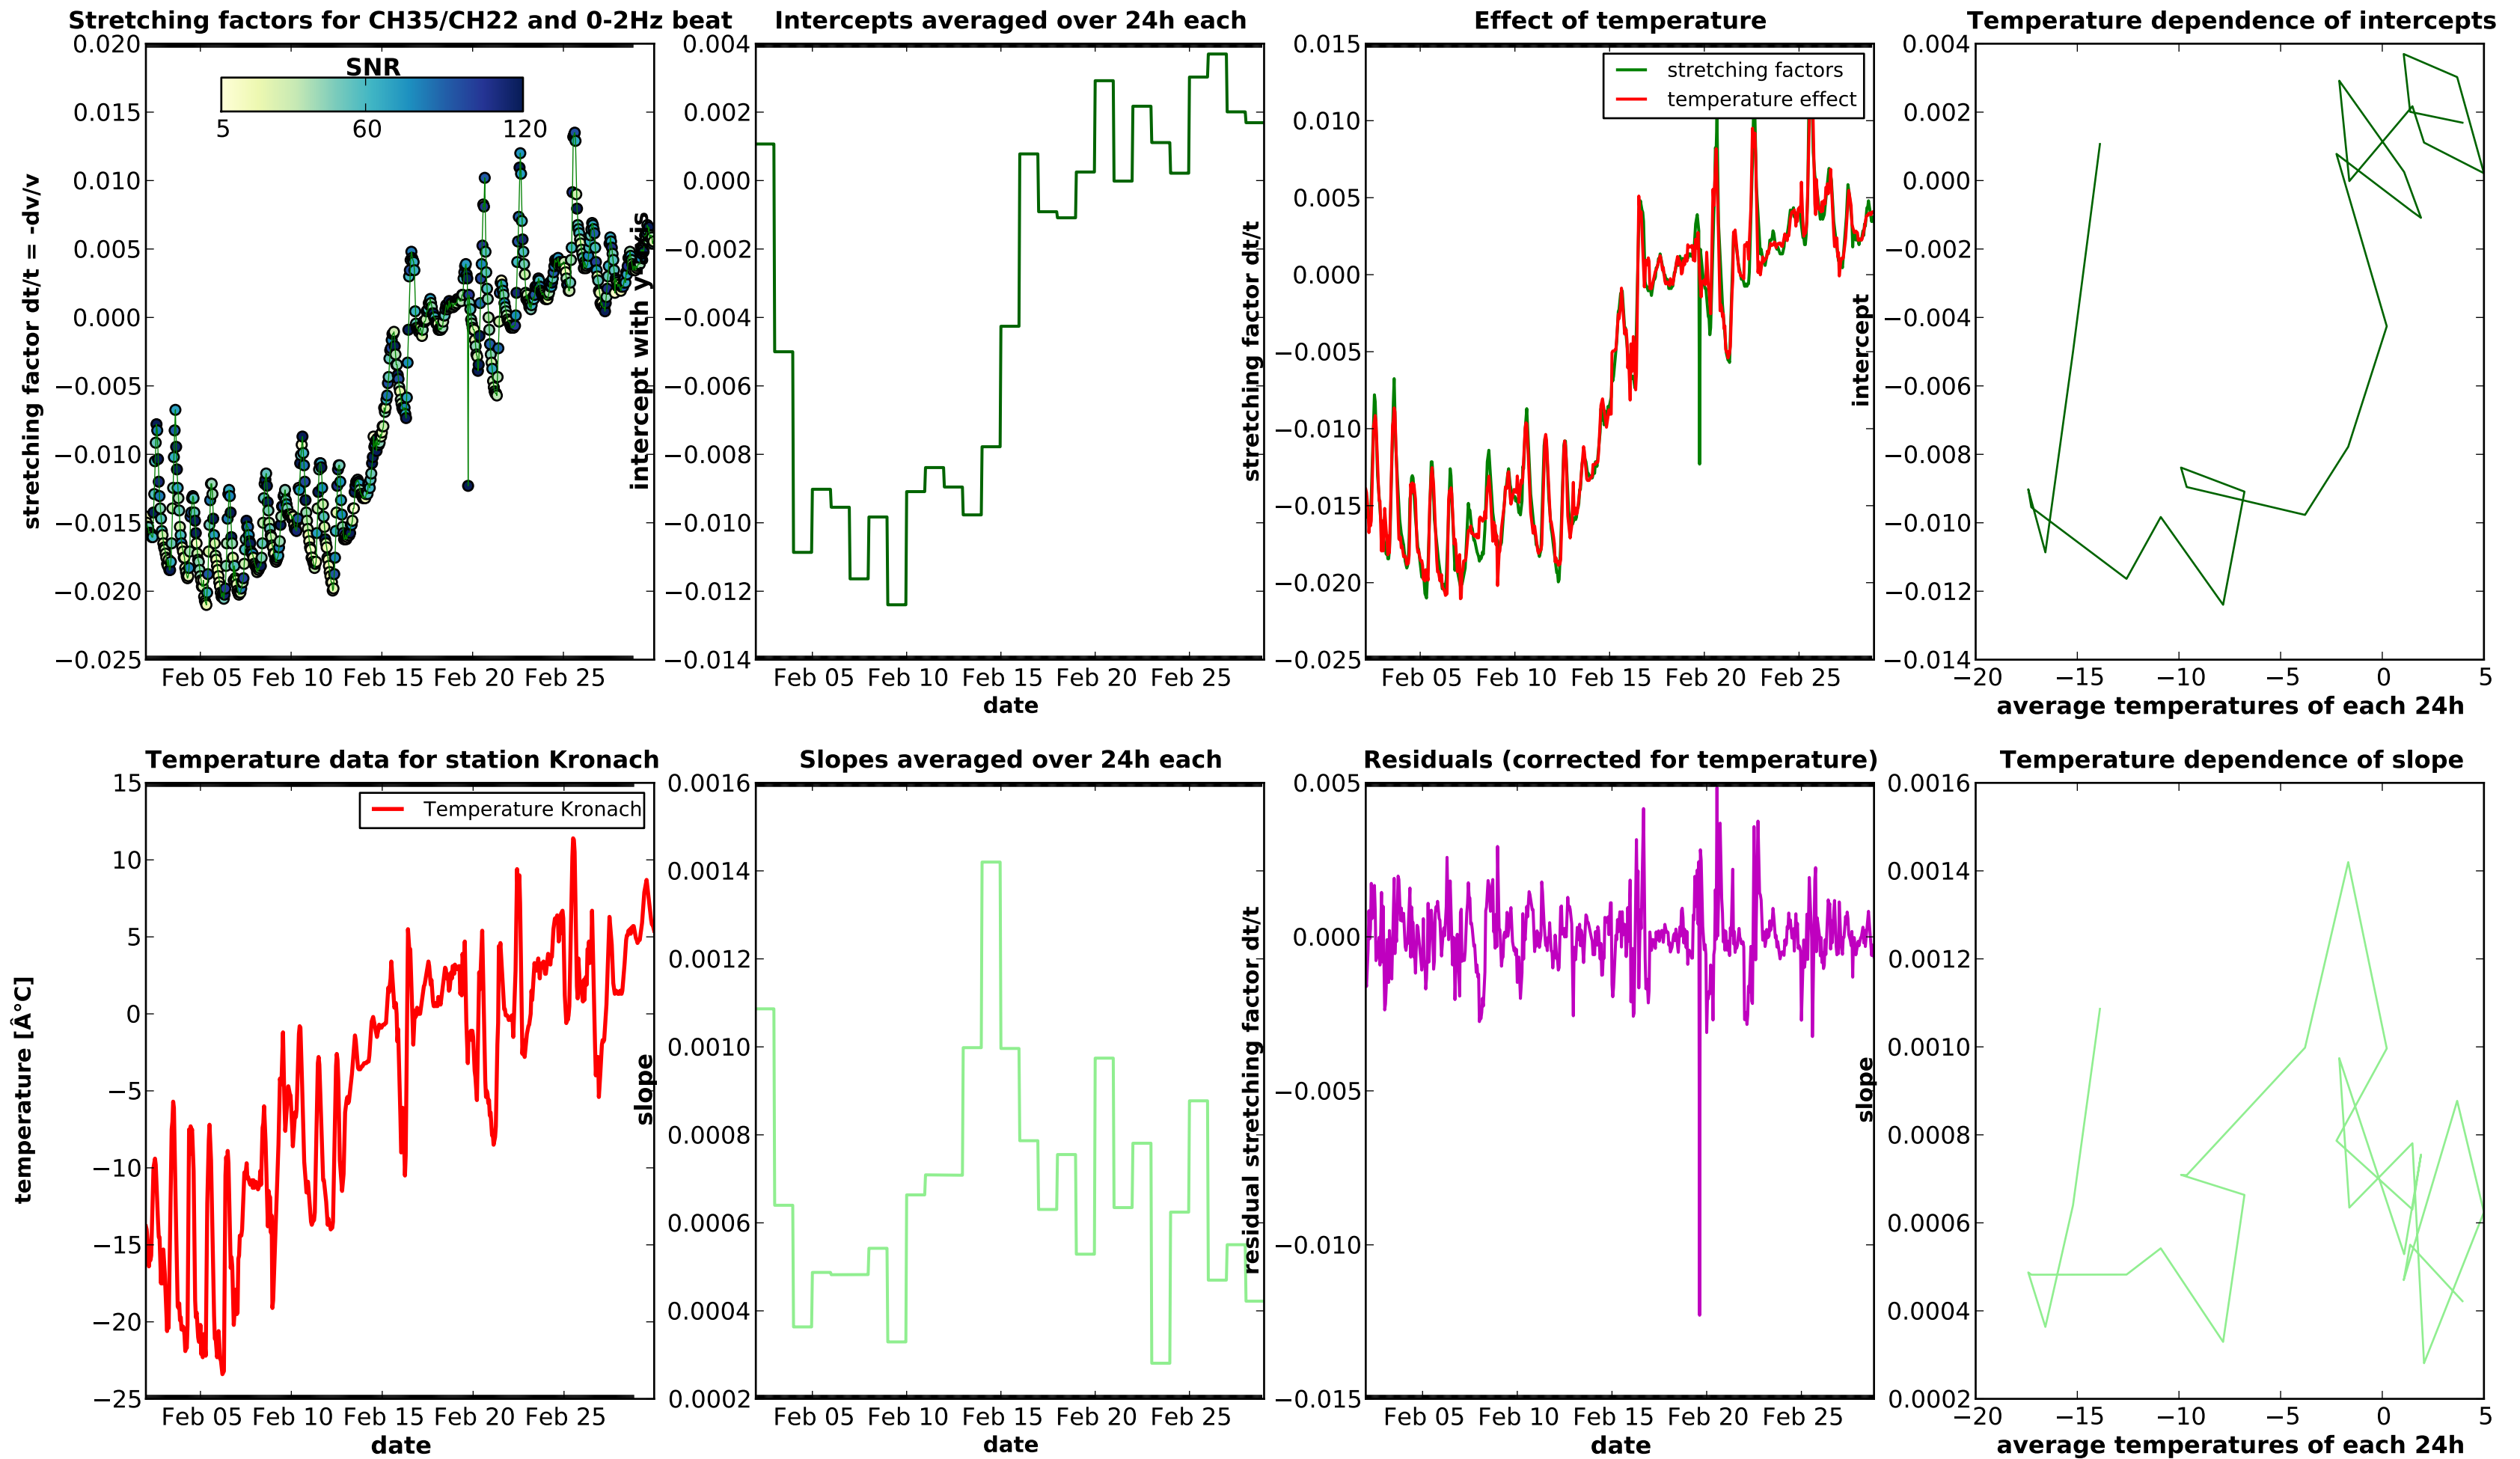 Stretching factors for CH35/CH22 and 0-2Hz beat
SNR
5 60 120
0.020
0.015
0.010
0.005
0.000
−0.005
−0.010
−0.015
−0.020
−0.025
stretching factor dt/t = -dv/v
Feb 05 Feb 10 Feb 15 Feb 20 Feb 25
Intercepts averaged over 24h each
0.004
0.002
0.000
−0.002
−0.004
−0.006
−0.008
−0.010
−0.012
−0.014
intercept with y axis
Feb 05 Feb 10 Feb 15 Feb 20 Feb 25
date
Effect of temperature
stretching factors
temperature effect
0.015
0.010
0.005
0.000
−0.005
−0.010
−0.015
−0.020
−0.025
stretching factor dt/t
Feb 05 Feb 10 Feb 15 Feb 20 Feb 25
Temperature dependence of intercepts
0.004
0.002
0.000
−0.002
−0.004
−0.006
−0.008
−0.010
−0.012
−0.014
intercept
−20 −15 −10 −5 0 5
average temperatures of each 24h
Temperature data for station Kronach
Temperature Kronach
15
10
5
0
−5
−10
−15
−20
−25
temperature [Â°C]
Feb 05 Feb 10 Feb 15 Feb 20 Feb 25
date
Slopes averaged over 24h each
0.0016
0.0014
0.0012
0.0010
0.0008
0.0006
0.0004
0.0002
slope
Feb 05 Feb 10 Feb 15 Feb 20 Feb 25
date
Residuals (corrected for temperature)
0.005
0.000
−0.005
−0.010
−0.015
residual stretching factor dt/t
Feb 05 Feb 10 Feb 15 Feb 20 Feb 25
date
Temperature dependence of slope
0.0016
0.0014
0.0012
0.0010
0.0008
0.0006
0.0004
0.0002
slope
−20 −15 −10 −5 0 5
average temperatures of each 24h